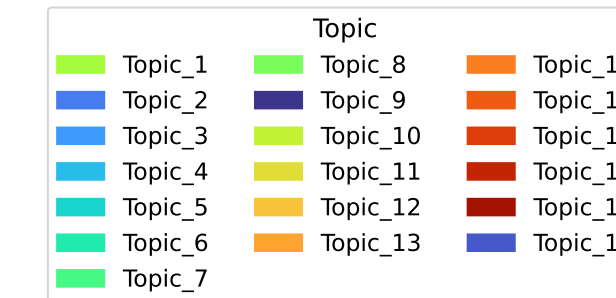 Topic
Topic_1 Topic_8 Topic_1
Topic_2 Topic_9 Topic_1
Topic_3 Topic_10 Topic_1
Topic_4 Topic_11 Topic_1
Topic_5 Topic_12 Topic_1
Topic_6 Topic_13 Topic_1
Topic_7